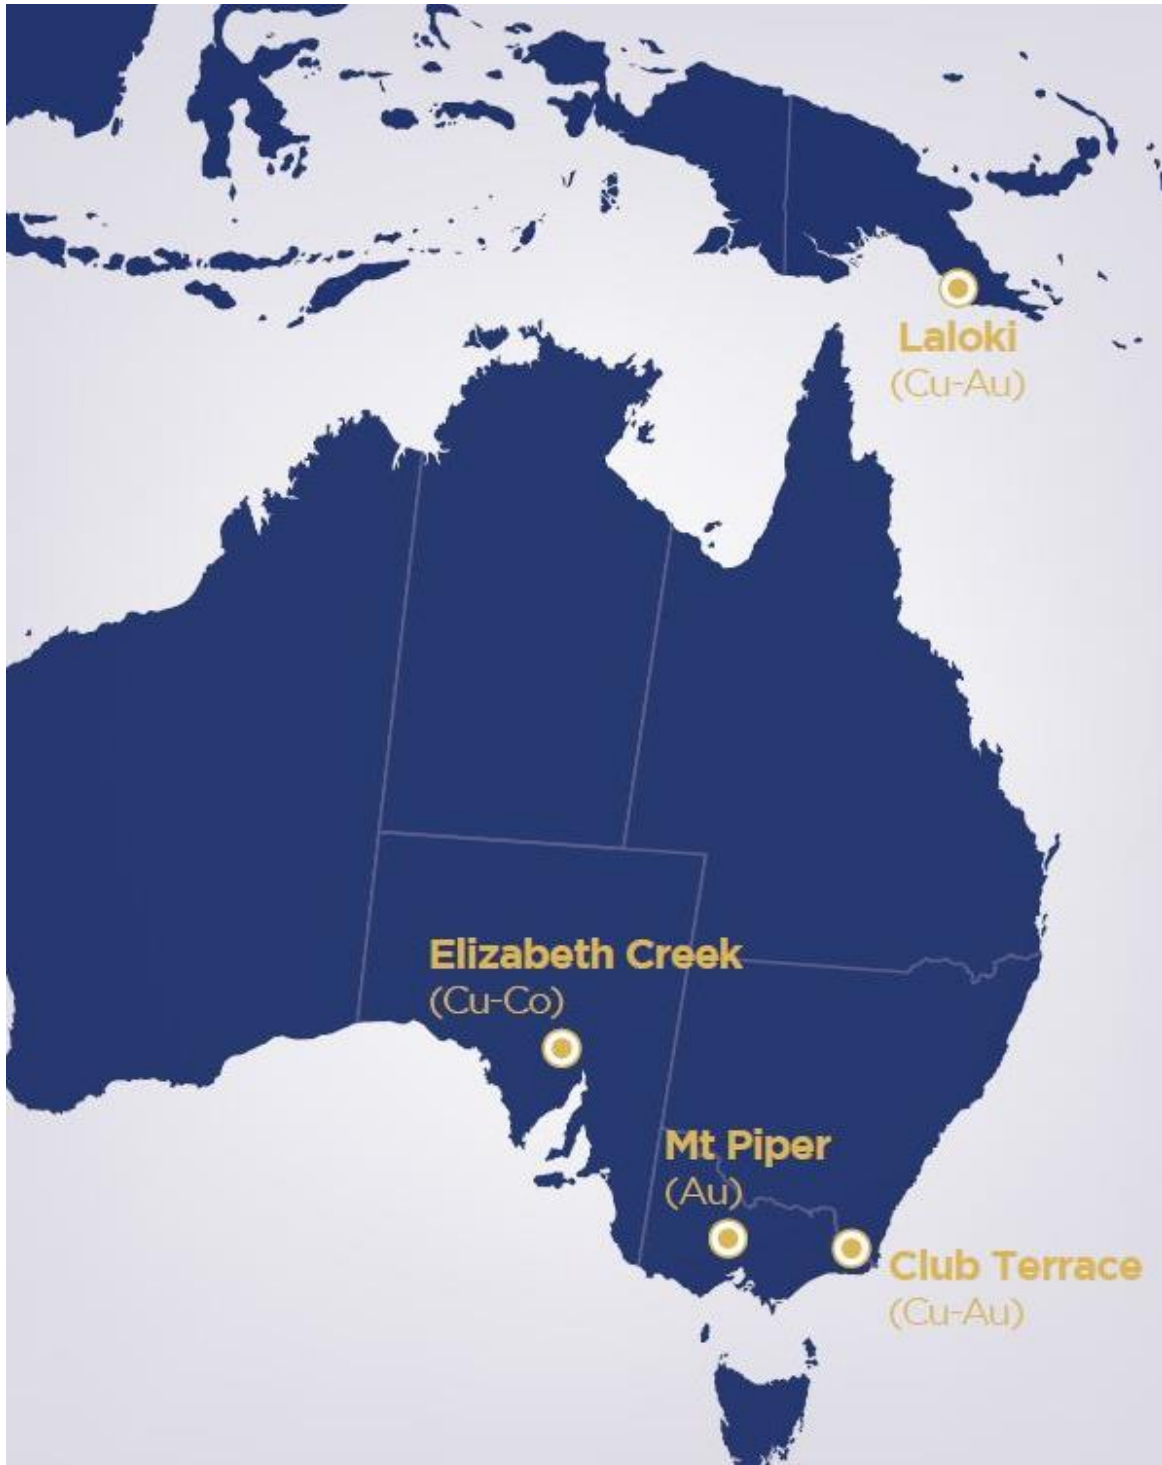 Laloki
(Cu-Au)
Elizabeth Creek
(Cu-Co)
Mt Piper
(Au)
Club Terrace
(Cu-Au)